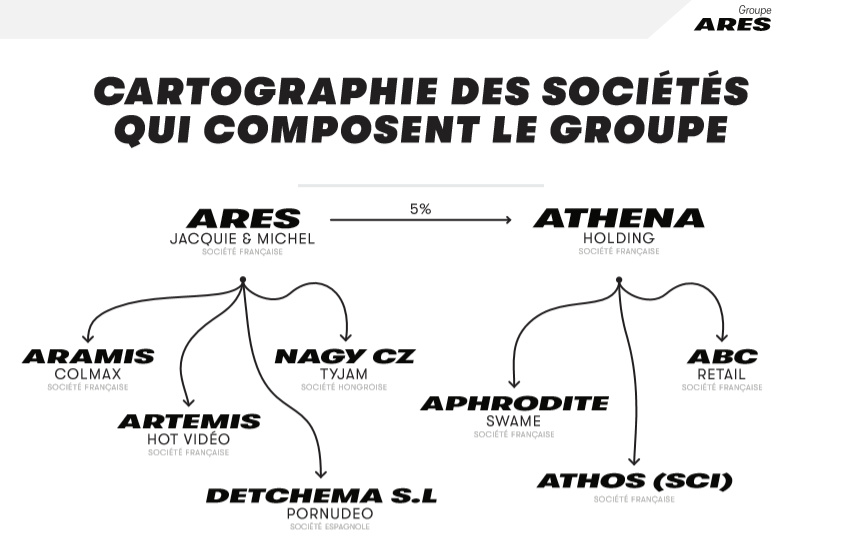 Groupe
ARES
CARTOGRAPHIE DES SOCIÉTÉS
QUI COMPOSENT LE GROUPE
ARES
JACQUIE & MICHEL
SOCIÉTÉ FRANÇAISE
5%
ATHENA
HOLDING
SOCIÉTÉ FRANÇAISE
ARAMIS
COLMAX
SOCIÉTÉ FRANÇAISE
NAGY CZ
TYJAM
SOCIÉTÉ HONGROISE
ABC
RETAIL
SOCIÉTÉ FRANÇAISE
ARTEMIS
HOT VIDÉO
SOCIÉTÉ FRANÇAISE
APHRODITE
SWAME
SOCIÉTÉ FRANÇAISE
DETCHEMA S.L
PORNUDEO
SOCIÉTÉ ESPAGNOLE
ATHOS (SCI)
SOCIÉTÉ FRANÇAISE